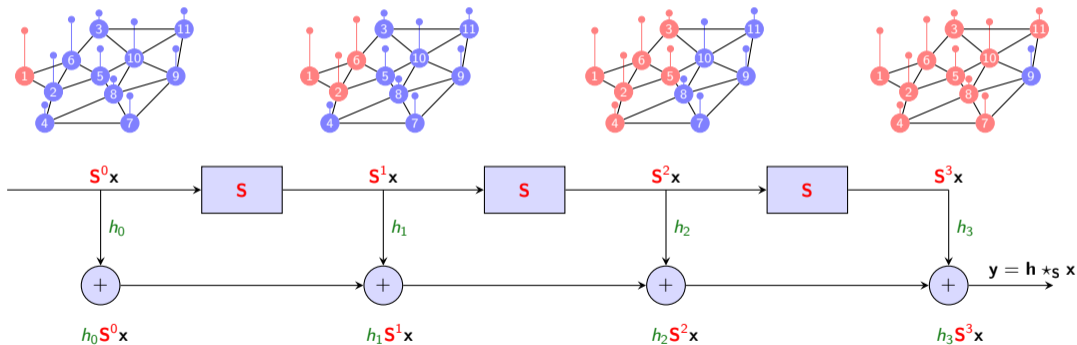 3 11 6 10 1 5 9 2 8 4 7
3 11 6 10 1 5 9 2 8 4 7
3 11 6 10 1 5 9 2 8 4 7
3 11 6 10 1 5 9 2 8 4 7
S⁰x S¹x S²x S³x
S S S
h₀ h₁ h₂ h₃
y = h ⋆_S x
+ + + +
h₀S⁰x h₁S¹x h₂S²x h₃S³x